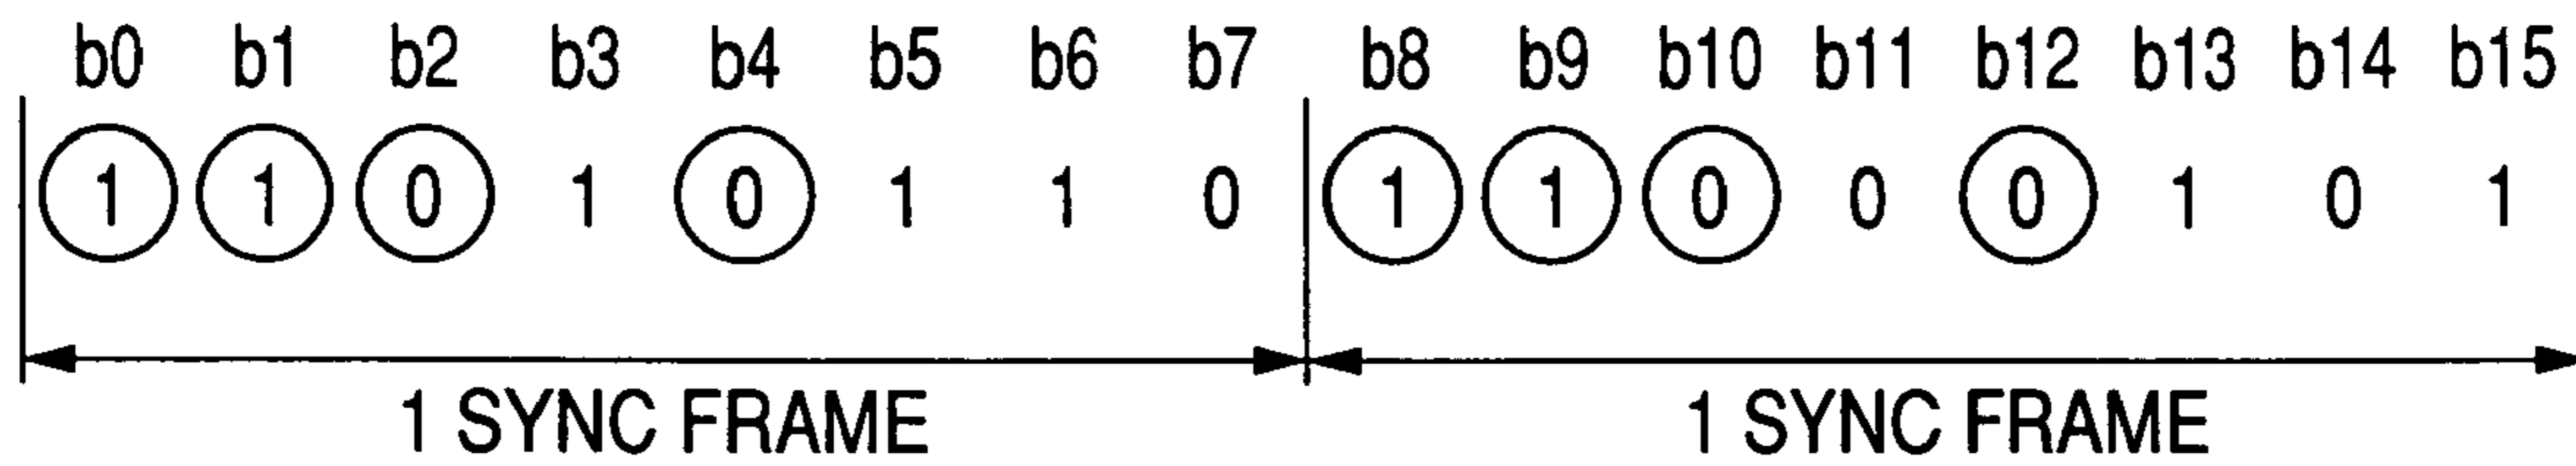 b0 b1 b2 b3 b4 b5 b6 b7 b8 b9 b10 b11 b12 b13 b14 b15
1 1 0 1 0 1 1 0 1 1 0 0 0 1 0 1
1 SYNC FRAME 1 SYNC FRAME